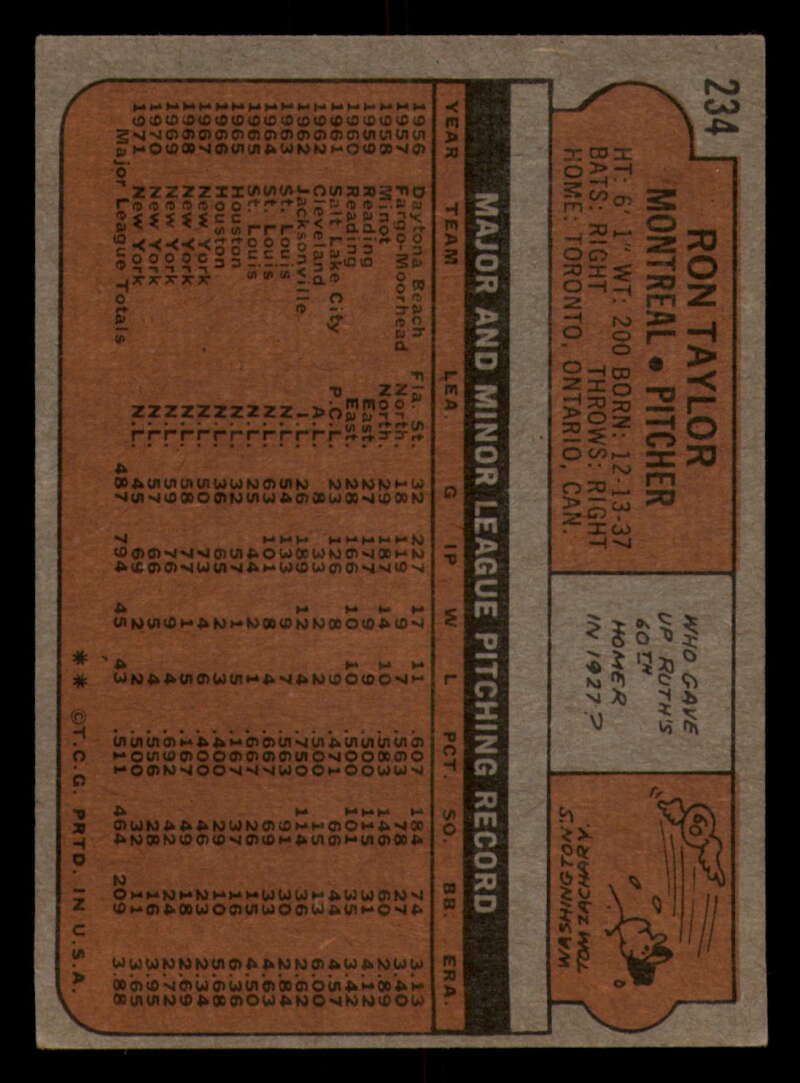 234
RON TAYLOR
MONTREAL • PITCHER
HT: 6' 1" WT: 200 BORN: 12-13-37
BATS: RIGHT THROWS: RIGHT
HOME: TORONTO, ONTARIO, CAN.
WHO GAVE
UP RUTH'S
60TH
HOMER
IN 1927?
60
WASHINGTON'S
TOM ZACHARY.
MAJOR AND MINOR LEAGUE PITCHING RECORD
YEAR TEAM LEA. G IP W L PCT. SO. BB. ERA.
1956 Daytona Beach Fla. St. 32 227 17 11 .607 184 74 3.13
1957 Fargo-Moorhead North. 18 119 9 7 .563 78 27 3.40
1958 Minot North. 29 187 14 10 .583 146 60 2.89
1959 Reading East. 27 177 9 9 .500 115 31 4.12
1960 Reading East. 28 166 10 10 .500 101 35 3.42
1961 Salt Lake City P.C.L. 23 126 8 9 .471 66 44 4.57
1962 Cleveland A.L. 8 33 2 2 .500 15 13 6.00
1962 Jacksonville I.L. 26 189 12 4 .750 114 36 2.62
1963 St. Louis N.L. 54 133 9 7 .563 91 30 2.84
1964 St. Louis N.L. 63 101 8 4 .667 69 33 4.63
1965 St. Louis N.L. 25 44 2 1 .667 26 15 4.50
1965 Houston N.L. 32 57 1 5 .167 37 16 6.36
1966 Houston N.L. 36 65 2 3 .400 29 10 5.68
1967 New York N.L. 50 73 4 6 .400 46 23 2.34
1968 New York N.L. 58 77 1 5 .167 49 18 2.69
1969 New York N.L. 59 76 9 4 .692 42 24 2.72
1970 New York N.L. 57 66 5 4 .556 28 16 3.95
1971 New York N.L. 45 69 2 2 .500 32 11 3.65
Major League Totals 487 794 45 43 .511 464 209 3.88
** ©T.C.G. PRTD. IN U.S.A.